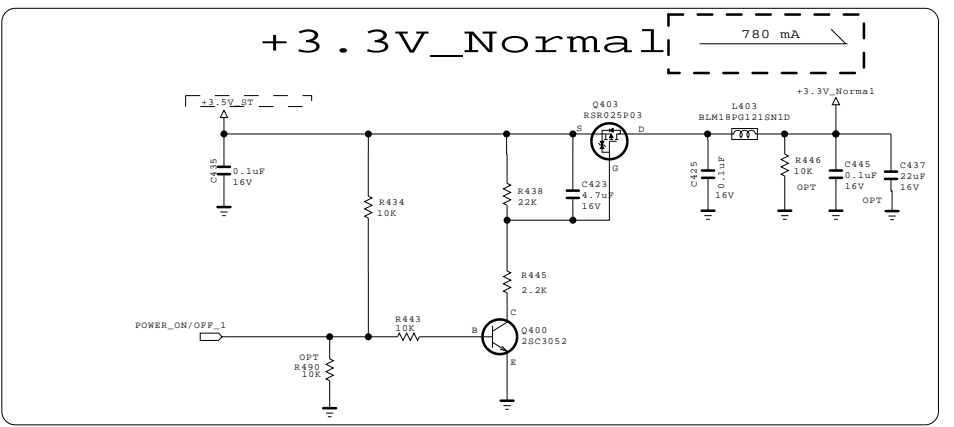 +3.3V_Normal
780 mA
+3.5V_ST
C435
0.1uF
16V
R434
10K
R438
22K
C423
4.7uF
16V
Q403
RSR025P03
S
D
G
L403
BLM18PG121SN1D
+3.3V_Normal
C425
0.1uF
16V
R446
10K
OPT
C445
0.1uF
16V
C437
22uF
16V
OPT
R445
2.2K
POWER_ON/OFF_1
R443
10K
B
C
E
Q400
2SC3052
OPT
R490
10K